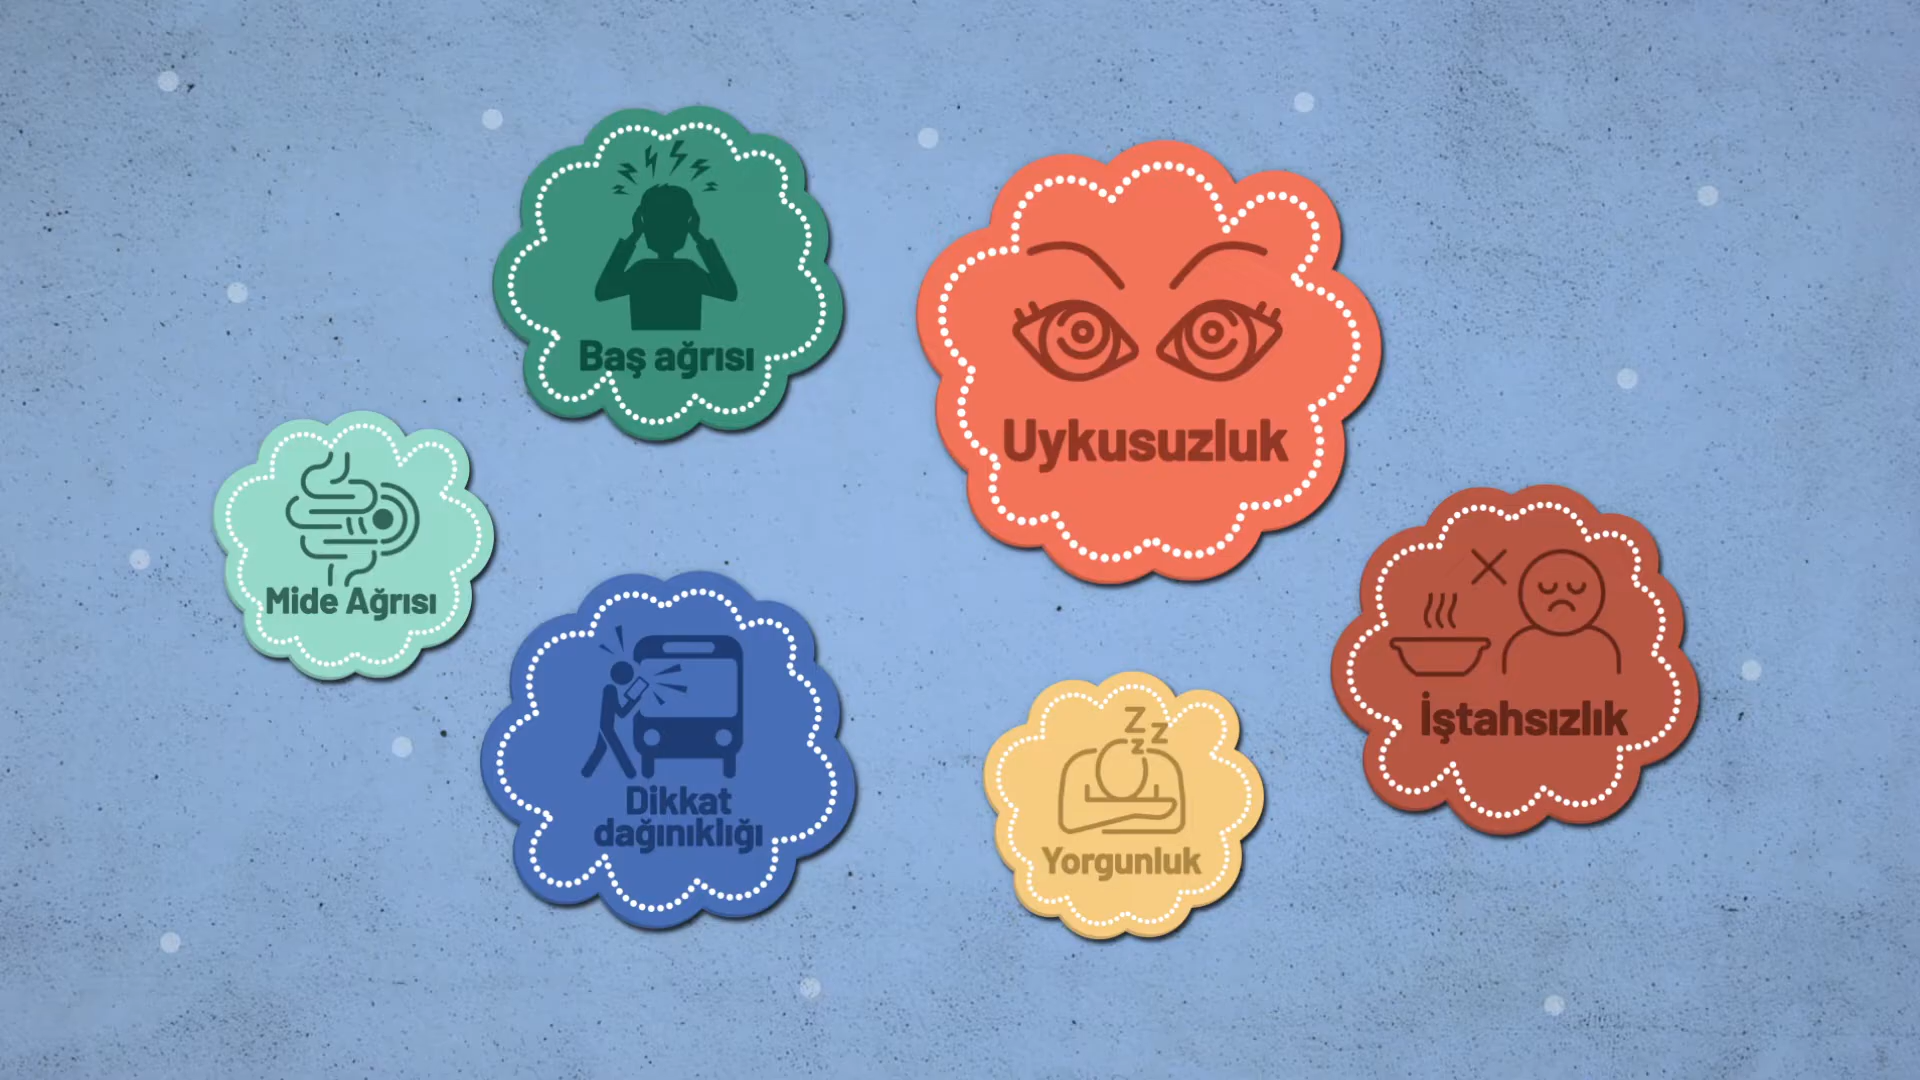 Baş ağrısı
Uykusuzluk
Mide Ağrısı
Dikkat
dağınıklığı
Yorgunluk
İştahsızlık